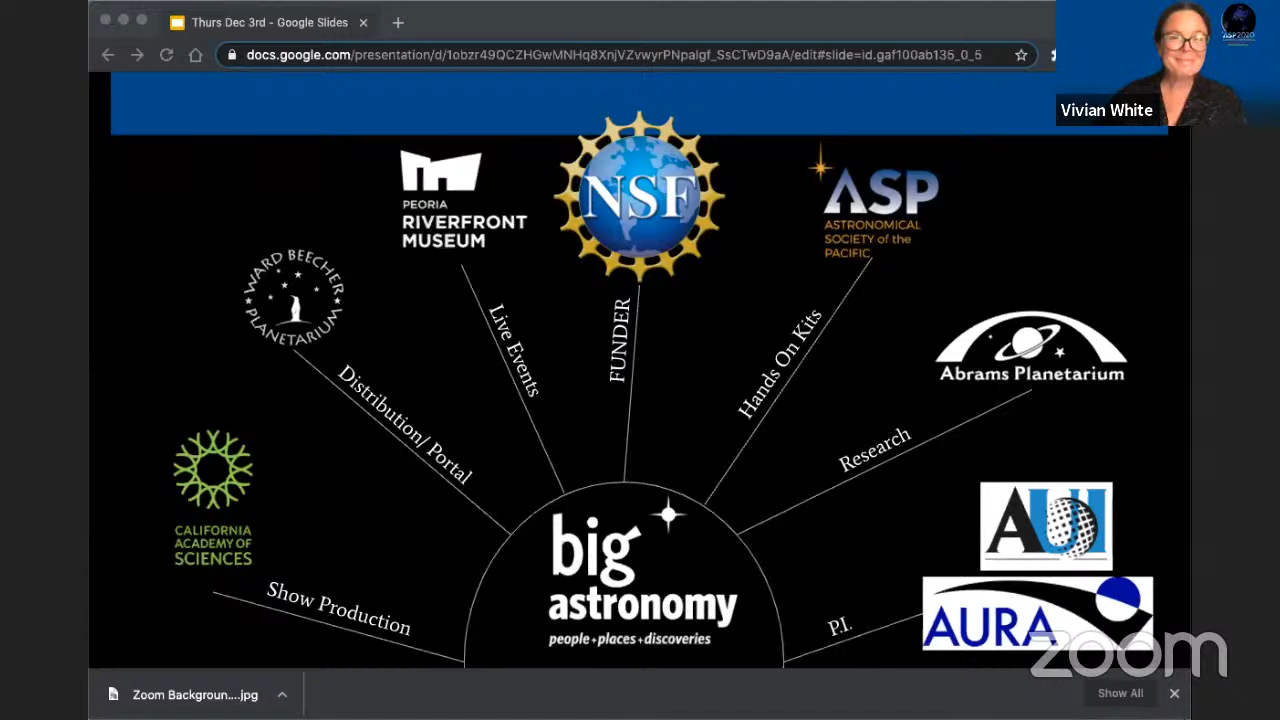 Thurs Dec 3rd - Google Slides
docs.google.com/presentation/d/1obzr49QCZHGwMNHq8XnjVZvwyrPNpaIgf_SsCTwD9aA/edit#slide=id.gaf100ab135_0_5
ASP2020
Vivian White
PEORIA
RIVERFRONT
MUSEUM
NSF
ASP
ASTRONOMICAL
SOCIETY of the
PACIFIC
WARD BEECHER
PLANETARIUM
Live Events
FUNDER
Hands On Kits
Abrams Planetarium
Distribution/ Portal
Research
CALIFORNIA
ACADEMY OF
SCIENCES
AUI
big
astronomy
people+places+discoveries
Show Production
P.I.
AURA
zoom
Zoom Backgroun....jpg
Show All